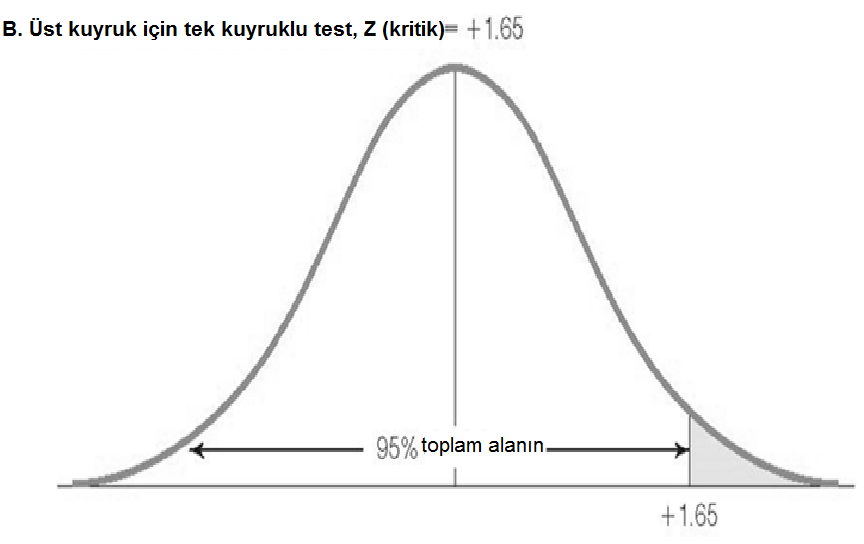 B. Üst kuyruk için tek kuyruklu test, Z (kritik)= +1.65
95% toplam alanın
+1.65